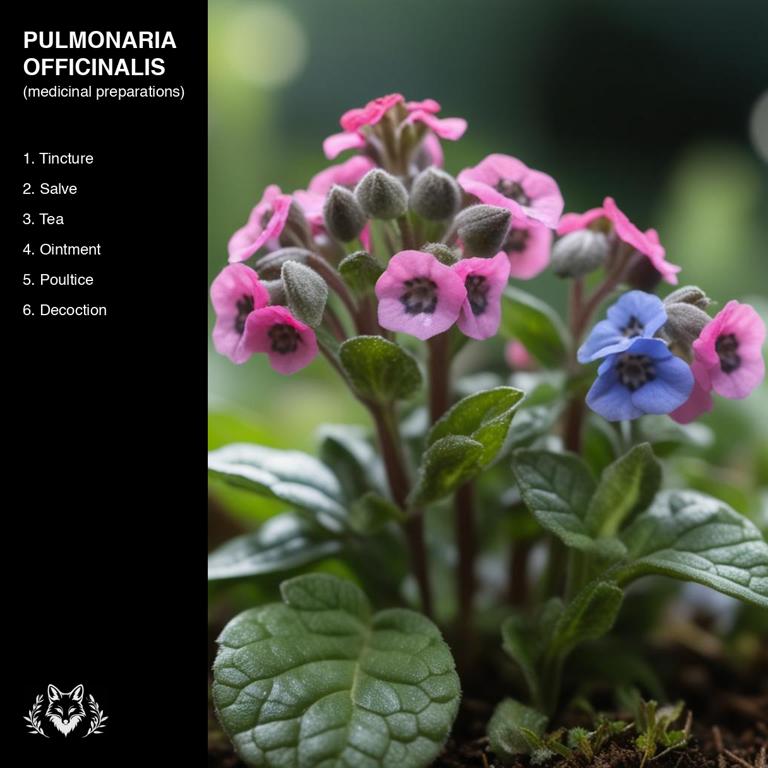 PULMONARIA
OFFICINALIS
(medicinal preparations)
1. Tincture
2. Salve
3. Tea
4. Ointment
5. Poultice
6. Decoction